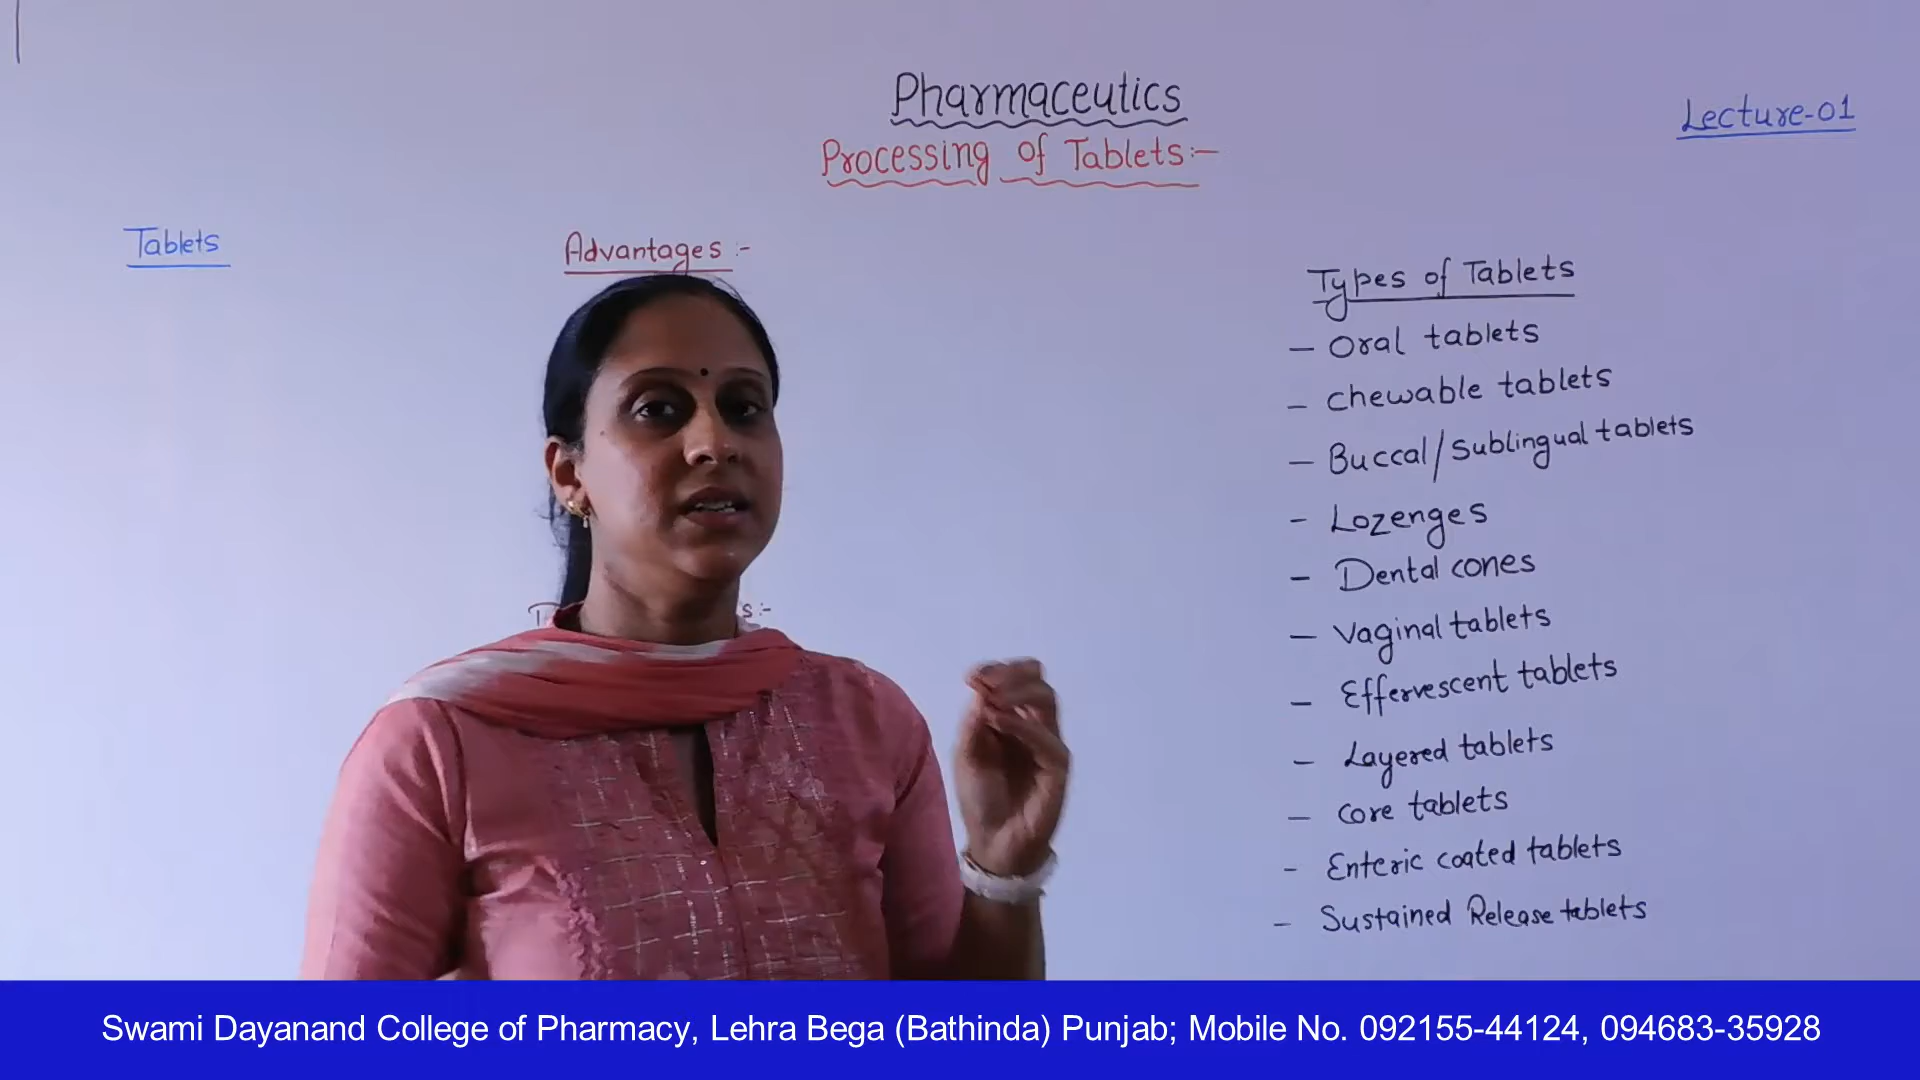 Pharmaceutics
Lecture-01
Processing of Tablets:-
Tablets
Advantages :-
Types of Tablets
- Oral tablets
- chewable tablets
- Buccal/Sublingual tablets
- Lozenges
- Dental cones
- Vaginal tablets
- Effervescent tablets
- Layered tablets
- Core tablets
- Enteric coated tablets
- Sustained Release tablets
Swami Dayanand College of Pharmacy, Lehra Bega (Bathinda) Punjab; Mobile No. 092155-44124, 094683-35928